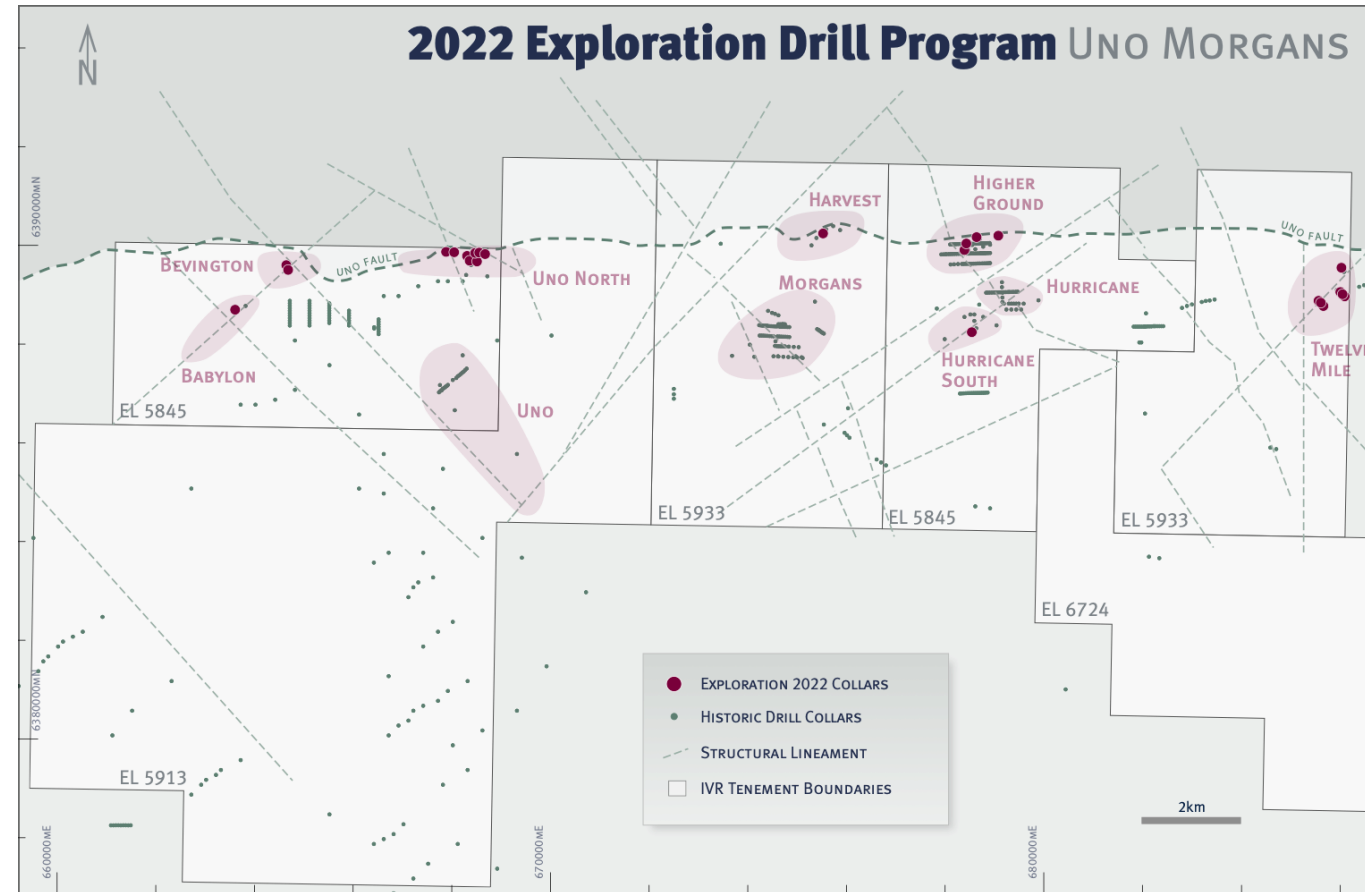 2022 Exploration Drill Program Uno Morgans
N
6390000mN
Higher
Ground
Harvest
Uno Fault
Bevington
Uno Fault
Uno North
Morgans
Hurricane
Babylon
Hurricane
South
Mile
Uno
EL 5845
EL 5933
EL 5845
EL 5933
EL 6724
6380000mN
EL 5913
Exploration 2022 Collars
Historic Drill Collars
Structural Lineament
IVR Tenement Boundaries
2km
660000mE
670000mE
680000mE